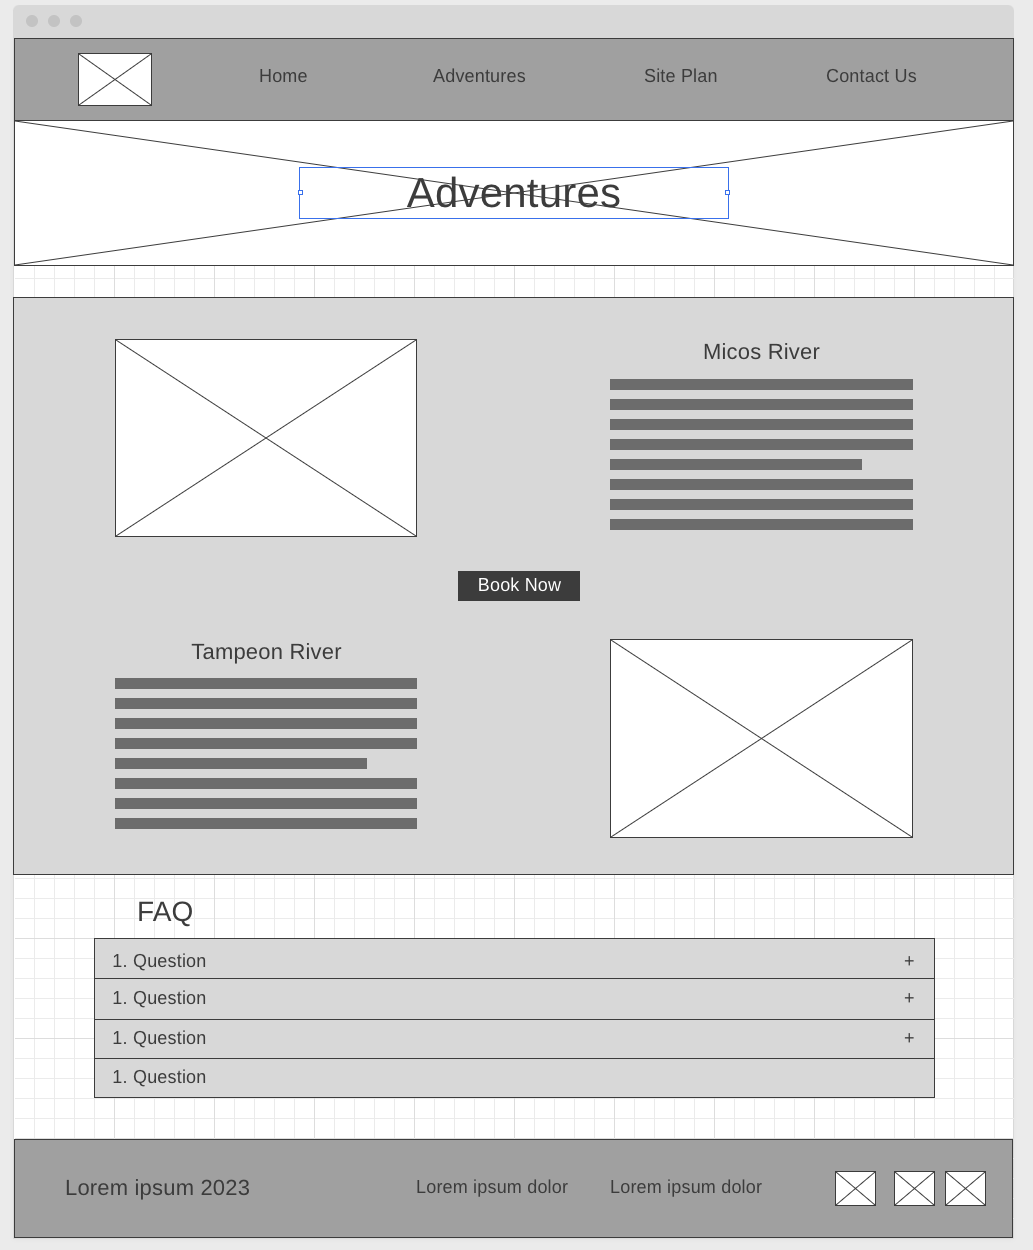 Home
Adventures
Site Plan
Contact Us
Adventures
Micos River
Book Now
Tampeon River
FAQ
1. Question +
1. Question +
1. Question +
1. Question
Lorem ipsum 2023
Lorem ipsum dolor
Lorem ipsum dolor